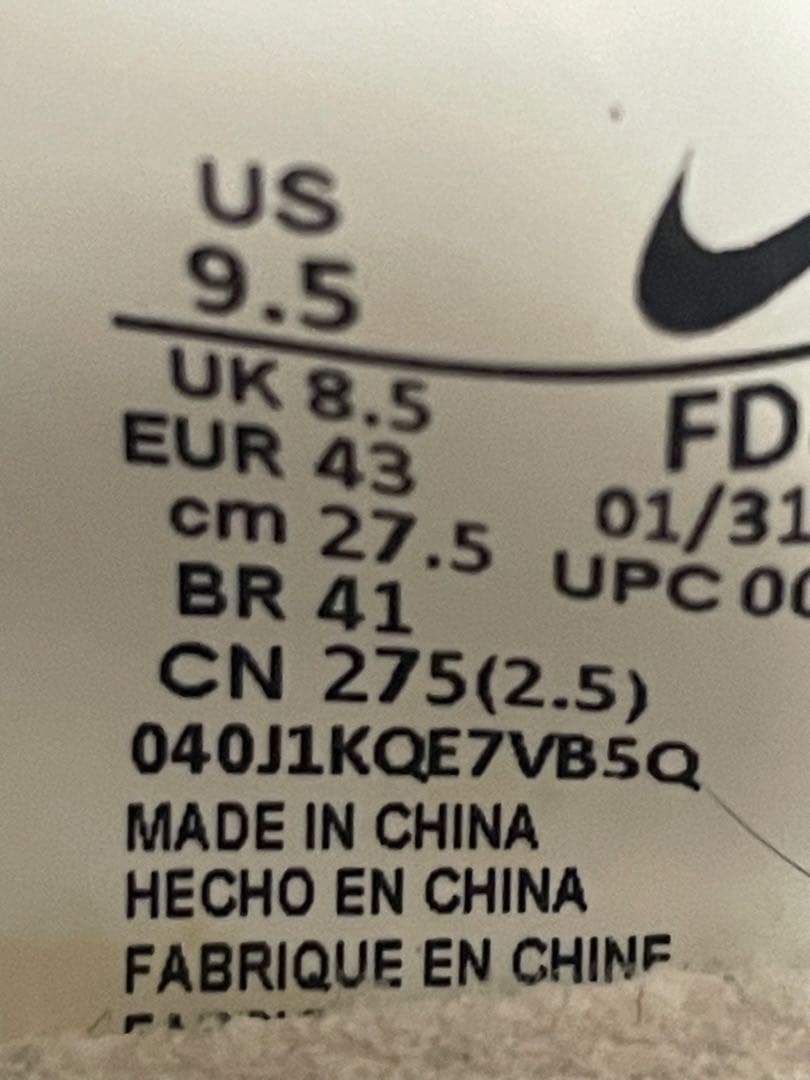 US
9.5
UK 8.5
EUR 43
cm 27.5
BR 41
CN 275(2.5)
040J1KQE7VB5Q
MADE IN CHINA
HECHO EN CHINA
FABRIQUE EN CHINE
FD
01/31
UPC 00